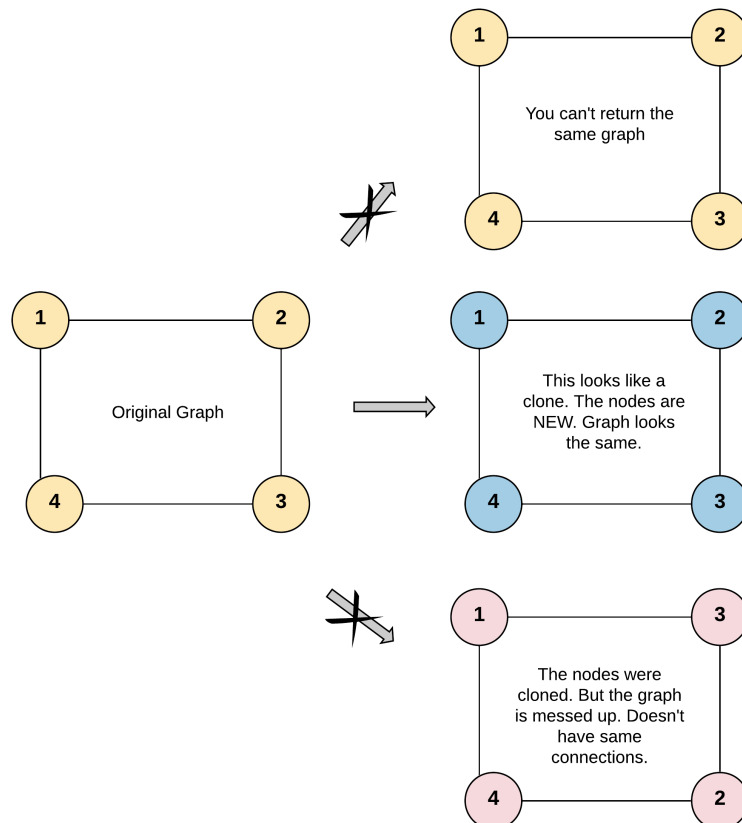 1
2
You can't return the
same graph
4
3
1
2
Original Graph
4
3
1
2
This looks like a
clone. The nodes are
NEW. Graph looks
the same.
4
3
1
3
The nodes were
cloned. But the graph
is messed up. Doesn't
have same
connections.
4
2